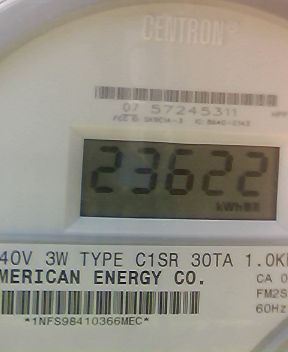 CENTRON
07 57245311
23622
kWh
40V 3W TYPE C1SR 30TA 1.0K
MERICAN ENERGY CO.
CA 0
FM2S
60Hz
*1NFS98410366MEC*